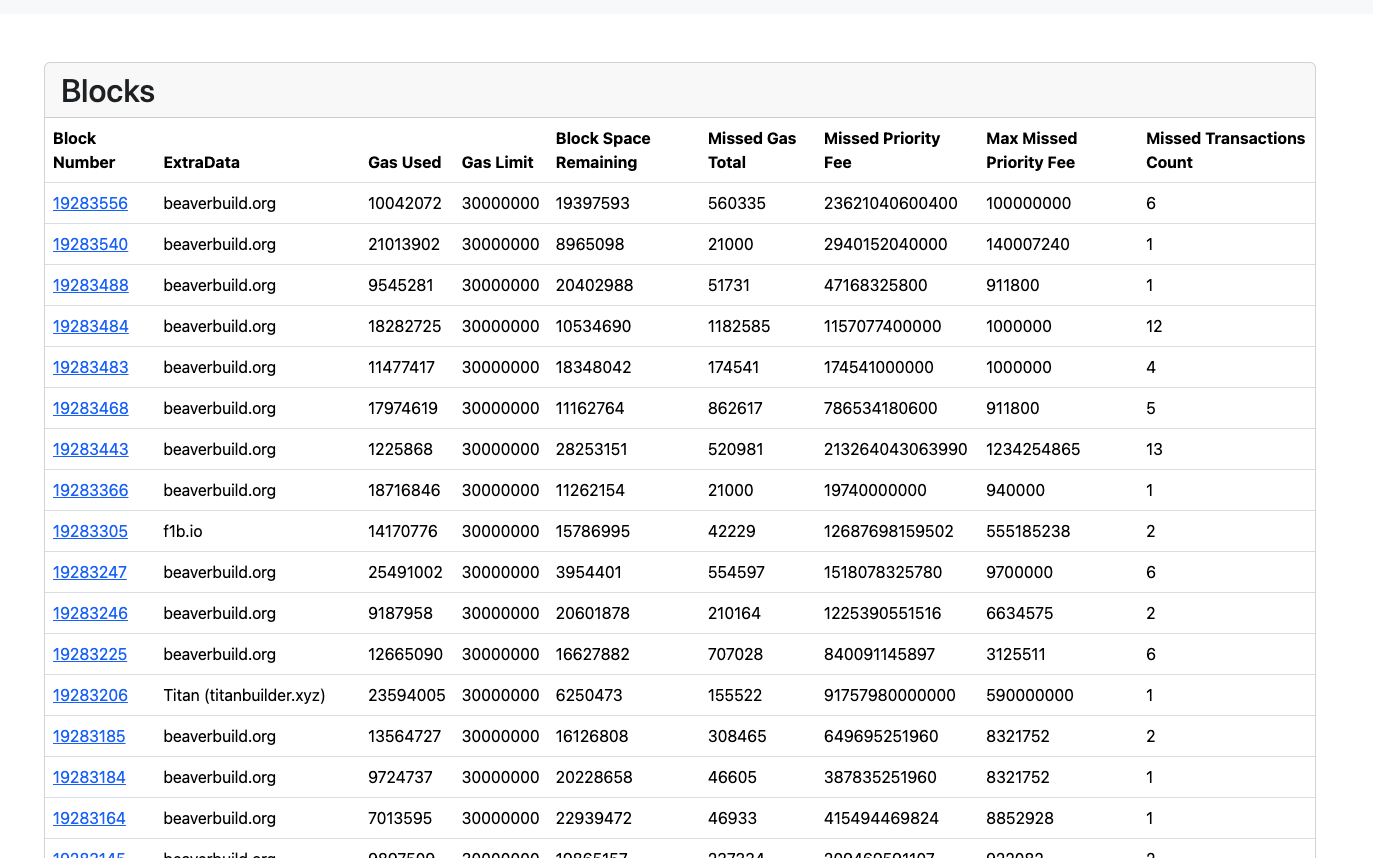 Blocks
Block Number ExtraData Gas Used Gas Limit Block Space Remaining Missed Gas Total Missed Priority Fee Max Missed Priority Fee Missed Transactions Count
19283556 beaverbuild.org 10042072 30000000 19397593 560335 23621040600400 100000000 6
19283540 beaverbuild.org 21013902 30000000 8965098 21000 2940152040000 140007240 1
19283488 beaverbuild.org 9545281 30000000 20402988 51731 47168325800 911800 1
19283484 beaverbuild.org 18282725 30000000 10534690 1182585 1157077400000 1000000 12
19283483 beaverbuild.org 11477417 30000000 18348042 174541 174541000000 1000000 4
19283468 beaverbuild.org 17974619 30000000 11162764 862617 786534180600 911800 5
19283443 beaverbuild.org 1225868 30000000 28253151 520981 213264043063990 1234254865 13
19283366 beaverbuild.org 18716846 30000000 11262154 21000 19740000000 940000 1
19283305 f1b.io 14170776 30000000 15786995 42229 12687698159502 555185238 2
19283247 beaverbuild.org 25491002 30000000 3954401 554597 1518078325780 9700000 6
19283246 beaverbuild.org 9187958 30000000 20601878 210164 1225390551516 6634575 2
19283225 beaverbuild.org 12665090 30000000 16627882 707028 840091145897 3125511 6
19283206 Titan (titanbuilder.xyz) 23594005 30000000 6250473 155522 91757980000000 590000000 1
19283185 beaverbuild.org 13564727 30000000 16126808 308465 649695251960 8321752 2
19283184 beaverbuild.org 9724737 30000000 20228658 46605 387835251960 8321752 1
19283164 beaverbuild.org 7013595 30000000 22939472 46933 415494469824 8852928 1
beaverbuild.org 30000000